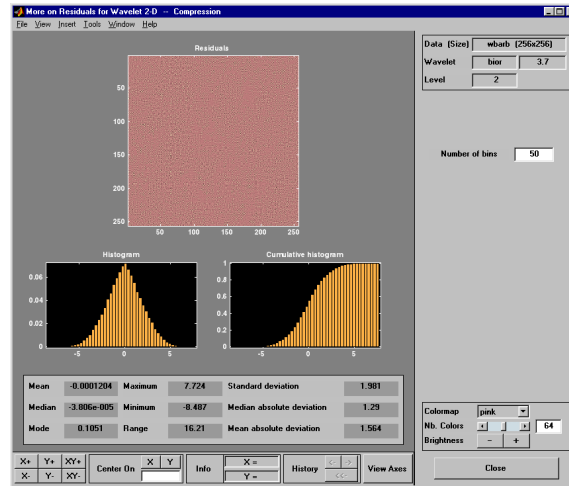 More on Residuals for Wavelet 2-D -- Compression
File View Insert Tools Window Help
Residuals
50
100
150
200
250
50 100 150 200 250
Data (Size) wbarb (256x256)
Wavelet bior 3.7
Level 2
Number of bins 50
Histogram
0.06
0.04
0.02
0
-5 0 5
Cumulative histogram
1
0.8
0.6
0.4
0.2
0
-5 0 5
Mean -0.0001204 Maximum 7.724 Standard deviation 1.981
Median -3.806e-005 Minimum -8.487 Median absolute deviation 1.29
Mode 0.1051 Range 16.21 Mean absolute deviation 1.564
Colormap pink
Nb. Colors 64
Brightness - +
X+ Y+ XY+
X- Y- XY-
Center On X Y
Info X =
Y =
History <- ->
<<-
View Axes
Close